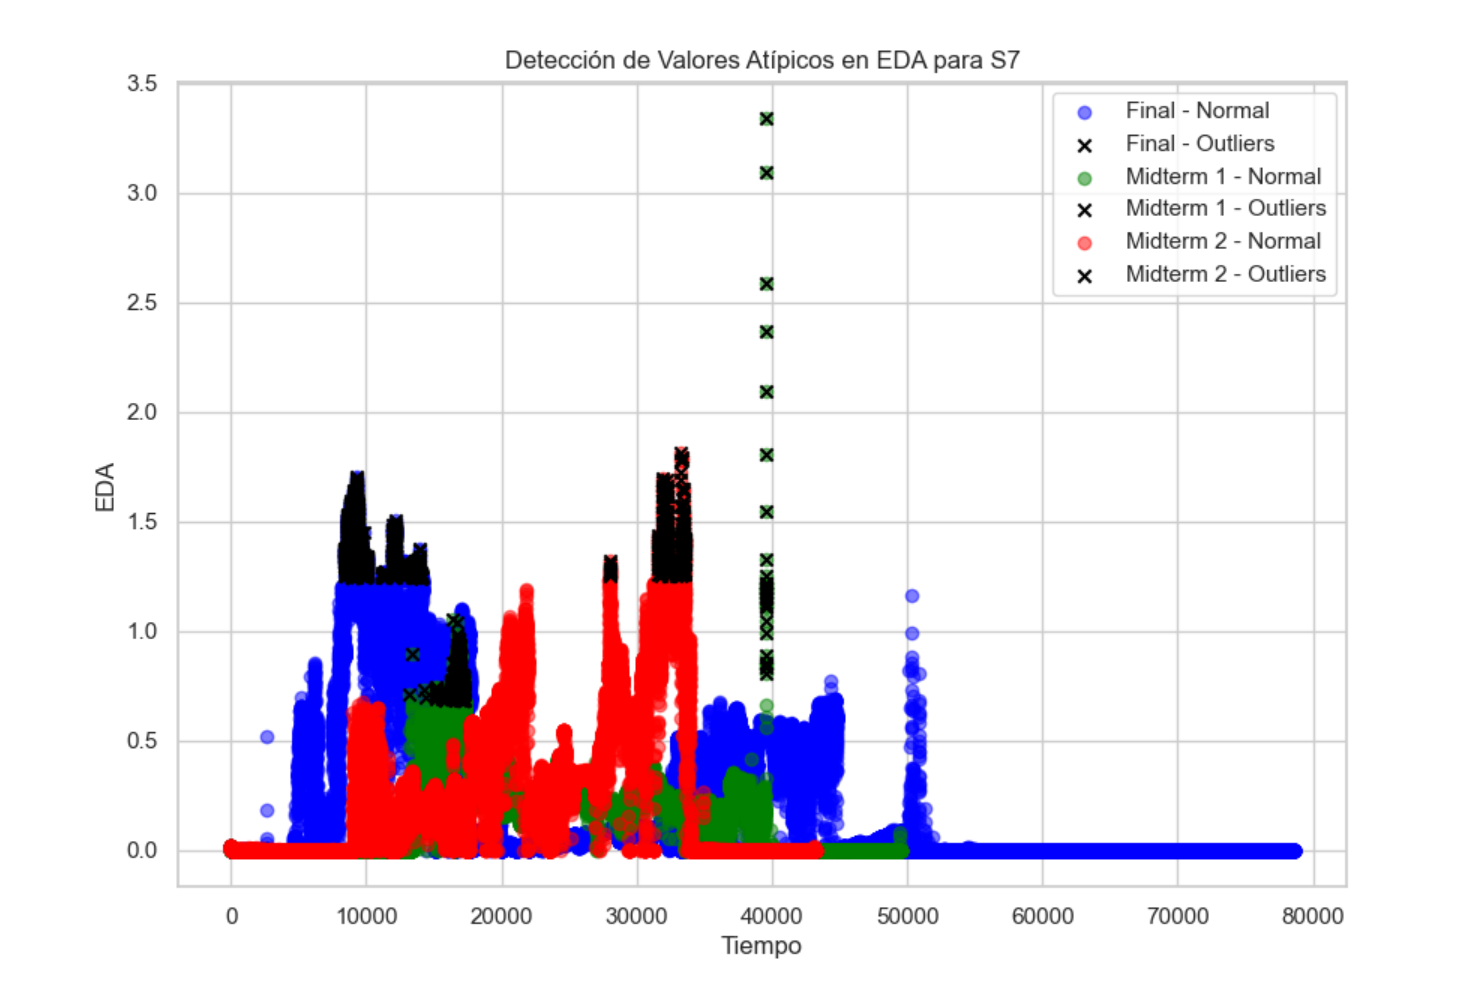 Detección de Valores Atípicos en EDA para S7
3.5
3.0
2.5
2.0
1.5
1.0
0.5
0.0
EDA
Final - Normal
Final - Outliers
Midterm 1 - Normal
Midterm 1 - Outliers
Midterm 2 - Normal
Midterm 2 - Outliers
0 10000 20000 30000 40000 50000 60000 70000 80000
Tiempo